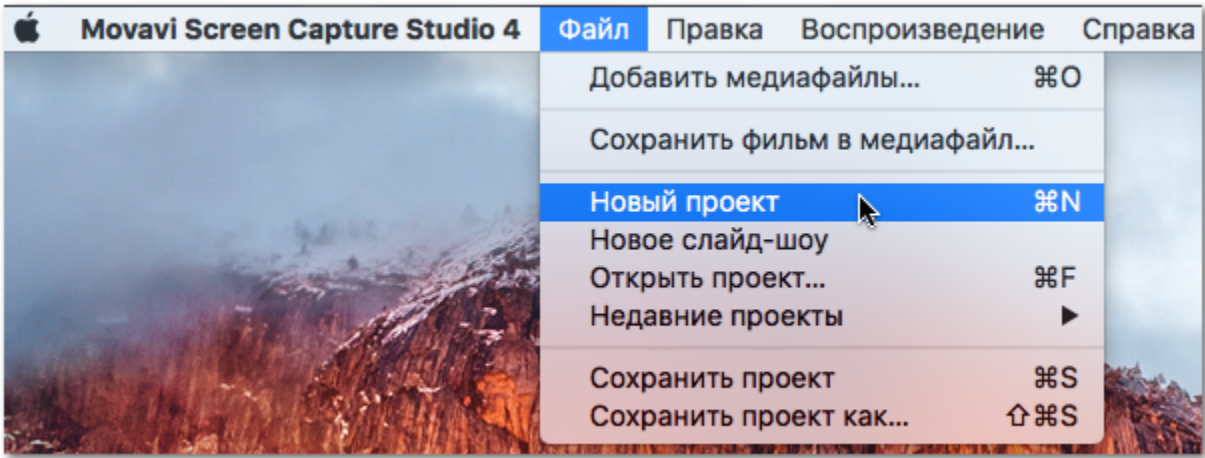 Movavi Screen Capture Studio 4 Файл Правка Воспроизведение Справка
Добавить медиафайлы... ⌘O
Сохранить фильм в медиафайл...
Новый проект ⌘N
Новое слайд-шоу
Открыть проект... ⌘F
Недавние проекты ▶
Сохранить проект ⌘S
Сохранить проект как... ⇧⌘S